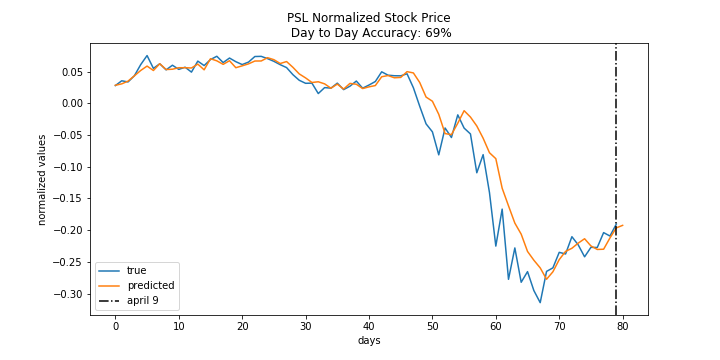 PSL Normalized Stock Price
Day to Day Accuracy: 69%
normalized values
0.05
0.00
−0.05
−0.10
−0.15
−0.20
−0.25
−0.30
true
predicted
april 9
0 10 20 30 40 50 60 70 80
days